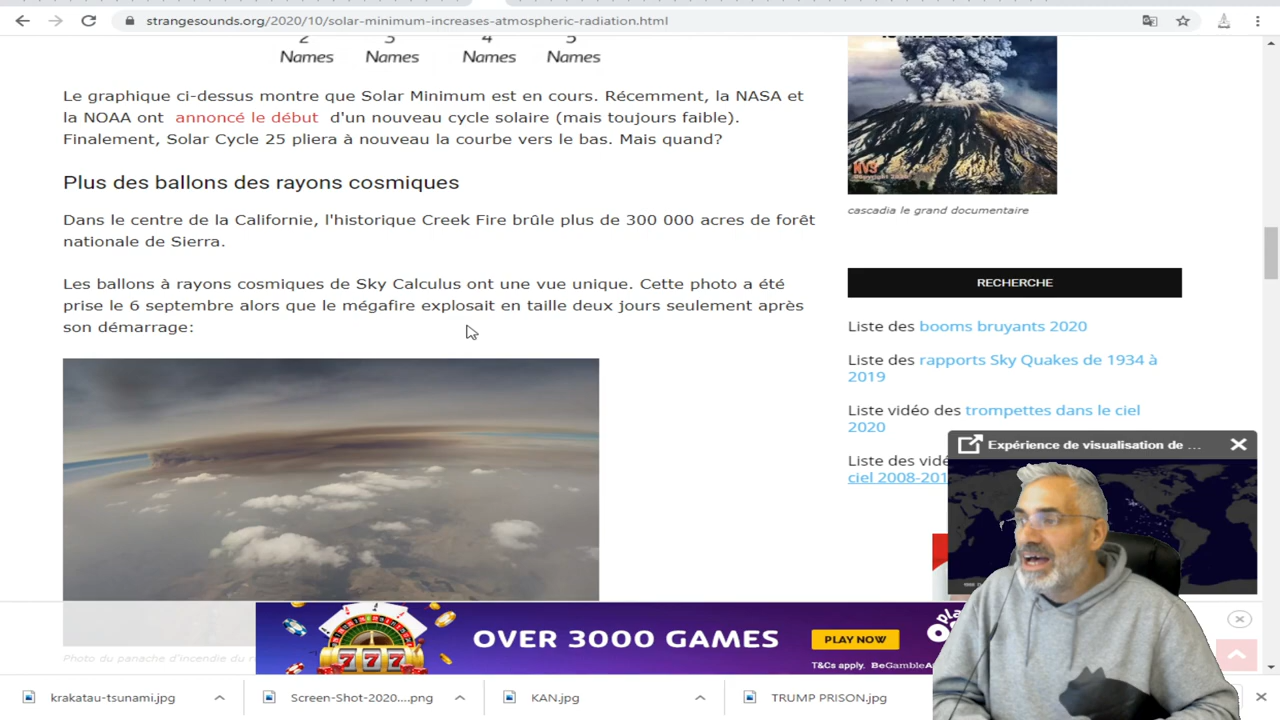 strangesounds.org/2020/10/solar-minimum-increases-atmospheric-radiation.html
2 3 4 5
Names Names Names Names
Le graphique ci-dessus montre que Solar Minimum est en cours. Récemment, la NASA et
la NOAA ont annoncé le début d'un nouveau cycle solaire (mais toujours faible).
Finalement, Solar Cycle 25 pliera à nouveau la courbe vers le bas. Mais quand?
Plus des ballons des rayons cosmiques
Dans le centre de la Californie, l'historique Creek Fire brûle plus de 300 000 acres de forêt
nationale de Sierra.
Les ballons à rayons cosmiques de Sky Calculus ont une vue unique. Cette photo a été
prise le 6 septembre alors que le mégafire explosait en taille deux jours seulement après
son démarrage:
Photo du panache d'incendie du
cascadia le grand documentaire
RECHERCHE
Liste des booms bruyants 2020
Liste des rapports Sky Quakes de 1934 à
2019
Liste vidéo des trompettes dans le ciel
2020
Liste des
ciel 2008-201
Expérience de visualisation de ...
OVER 3000 GAMES
PLAY NOW
T&Cs apply.
777
krakatau-tsunami.jpg
Screen-Shot-2020....png
KAN.jpg
TRUMP PRISON.jpg